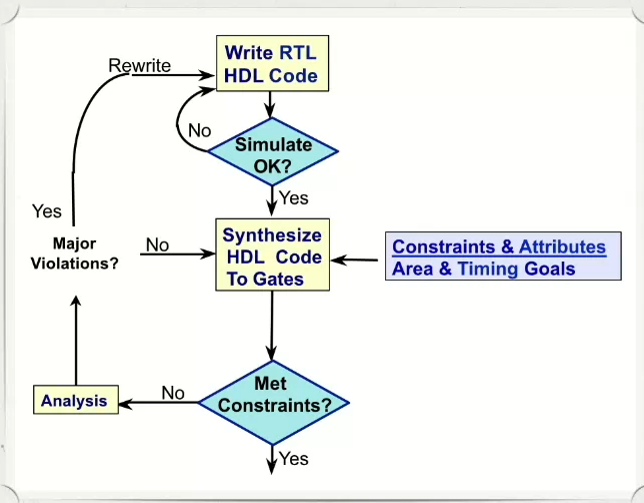 Rewrite
Write RTL
HDL Code
No
Simulate
OK?
Yes
Yes
Major
Violations?
No
Synthesize
HDL Code
To Gates
Constraints & Attributes
Area & Timing Goals
Met
Constraints?
No
Analysis
Yes